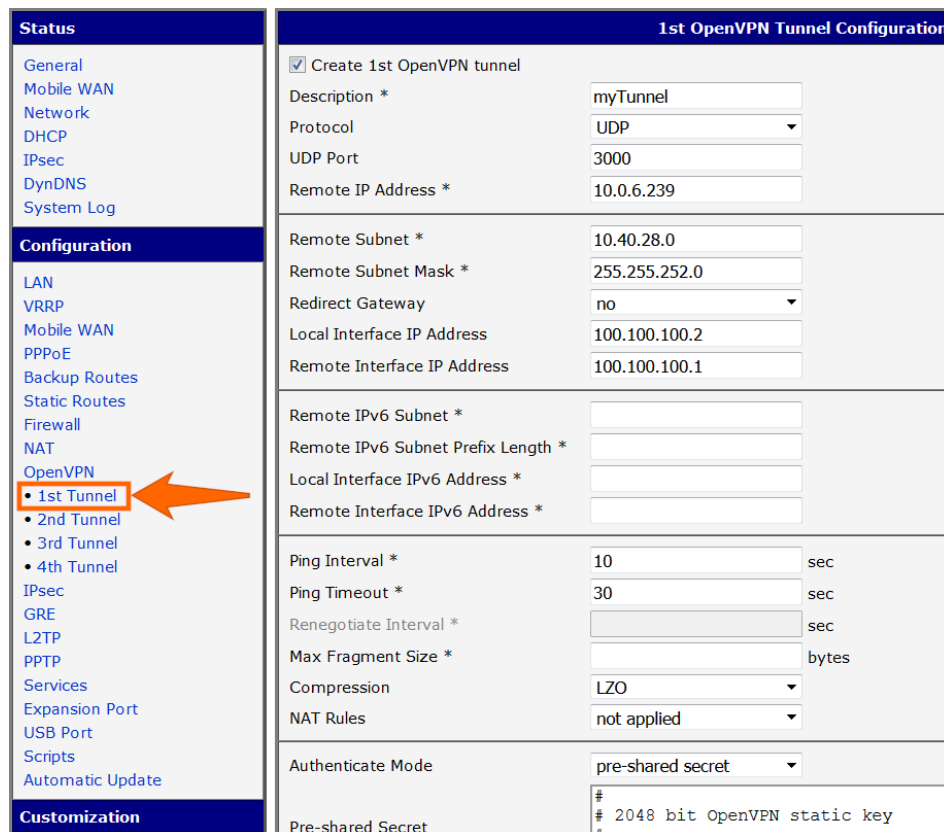 Status
General
Mobile WAN
Network
DHCP
IPsec
DynDNS
System Log
Configuration
LAN
VRRP
Mobile WAN
PPPoE
Backup Routes
Static Routes
Firewall
NAT
OpenVPN
• 1st Tunnel
• 2nd Tunnel
• 3rd Tunnel
• 4th Tunnel
IPsec
GRE
L2TP
PPTP
Services
Expansion Port
USB Port
Scripts
Automatic Update
Customization
1st OpenVPN Tunnel Configuration
Create 1st OpenVPN tunnel
Description * myTunnel
Protocol UDP
UDP Port 3000
Remote IP Address * 10.0.6.239
Remote Subnet * 10.40.28.0
Remote Subnet Mask * 255.255.252.0
Redirect Gateway no
Local Interface IP Address 100.100.100.2
Remote Interface IP Address 100.100.100.1
Remote IPv6 Subnet *
Remote IPv6 Subnet Prefix Length *
Local Interface IPv6 Address *
Remote Interface IPv6 Address *
Ping Interval * 10 sec
Ping Timeout * 30 sec
Renegotiate Interval * sec
Max Fragment Size * bytes
Compression LZO
NAT Rules not applied
Authenticate Mode pre-shared secret
Pre-shared Secret
#
# 2048 bit OpenVPN static key